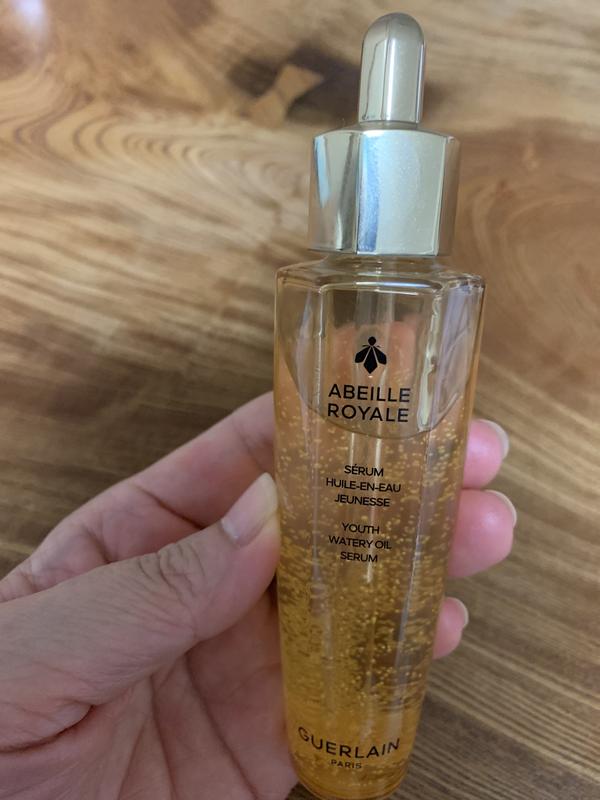 ABEILLE
ROYALE
SÉRUM
HUILE-EN-EAU
JEUNESSE
YOUTH
WATERY OIL
SERUM
GUERLAIN
PARIS